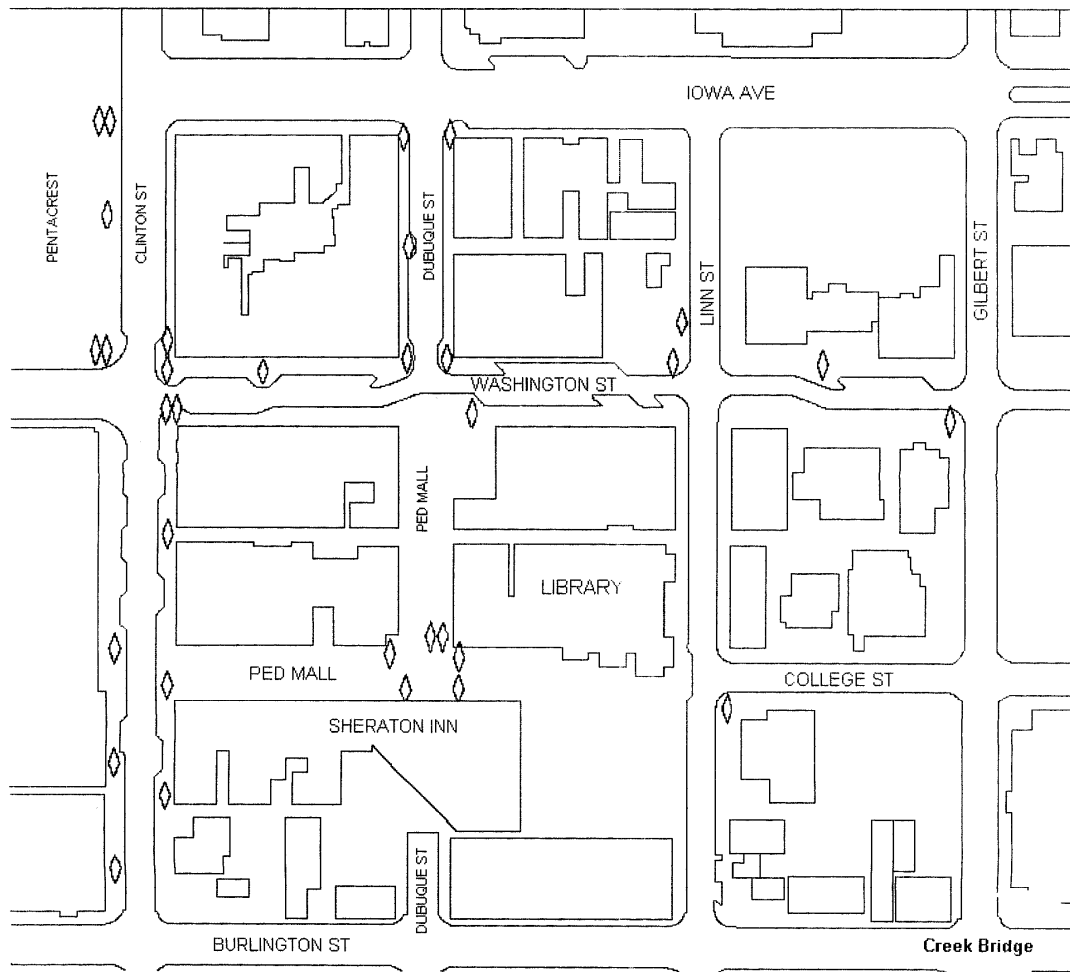 IOWA AVE
PENTACREST
CLINTON ST
DUBUQUE ST
LINN ST
GILBERT ST
WASHINGTON ST
PED MALL
LIBRARY
PED MALL
COLLEGE ST
SHERATON INN
DUBUQUE ST
BURLINGTON ST
Creek Bridge